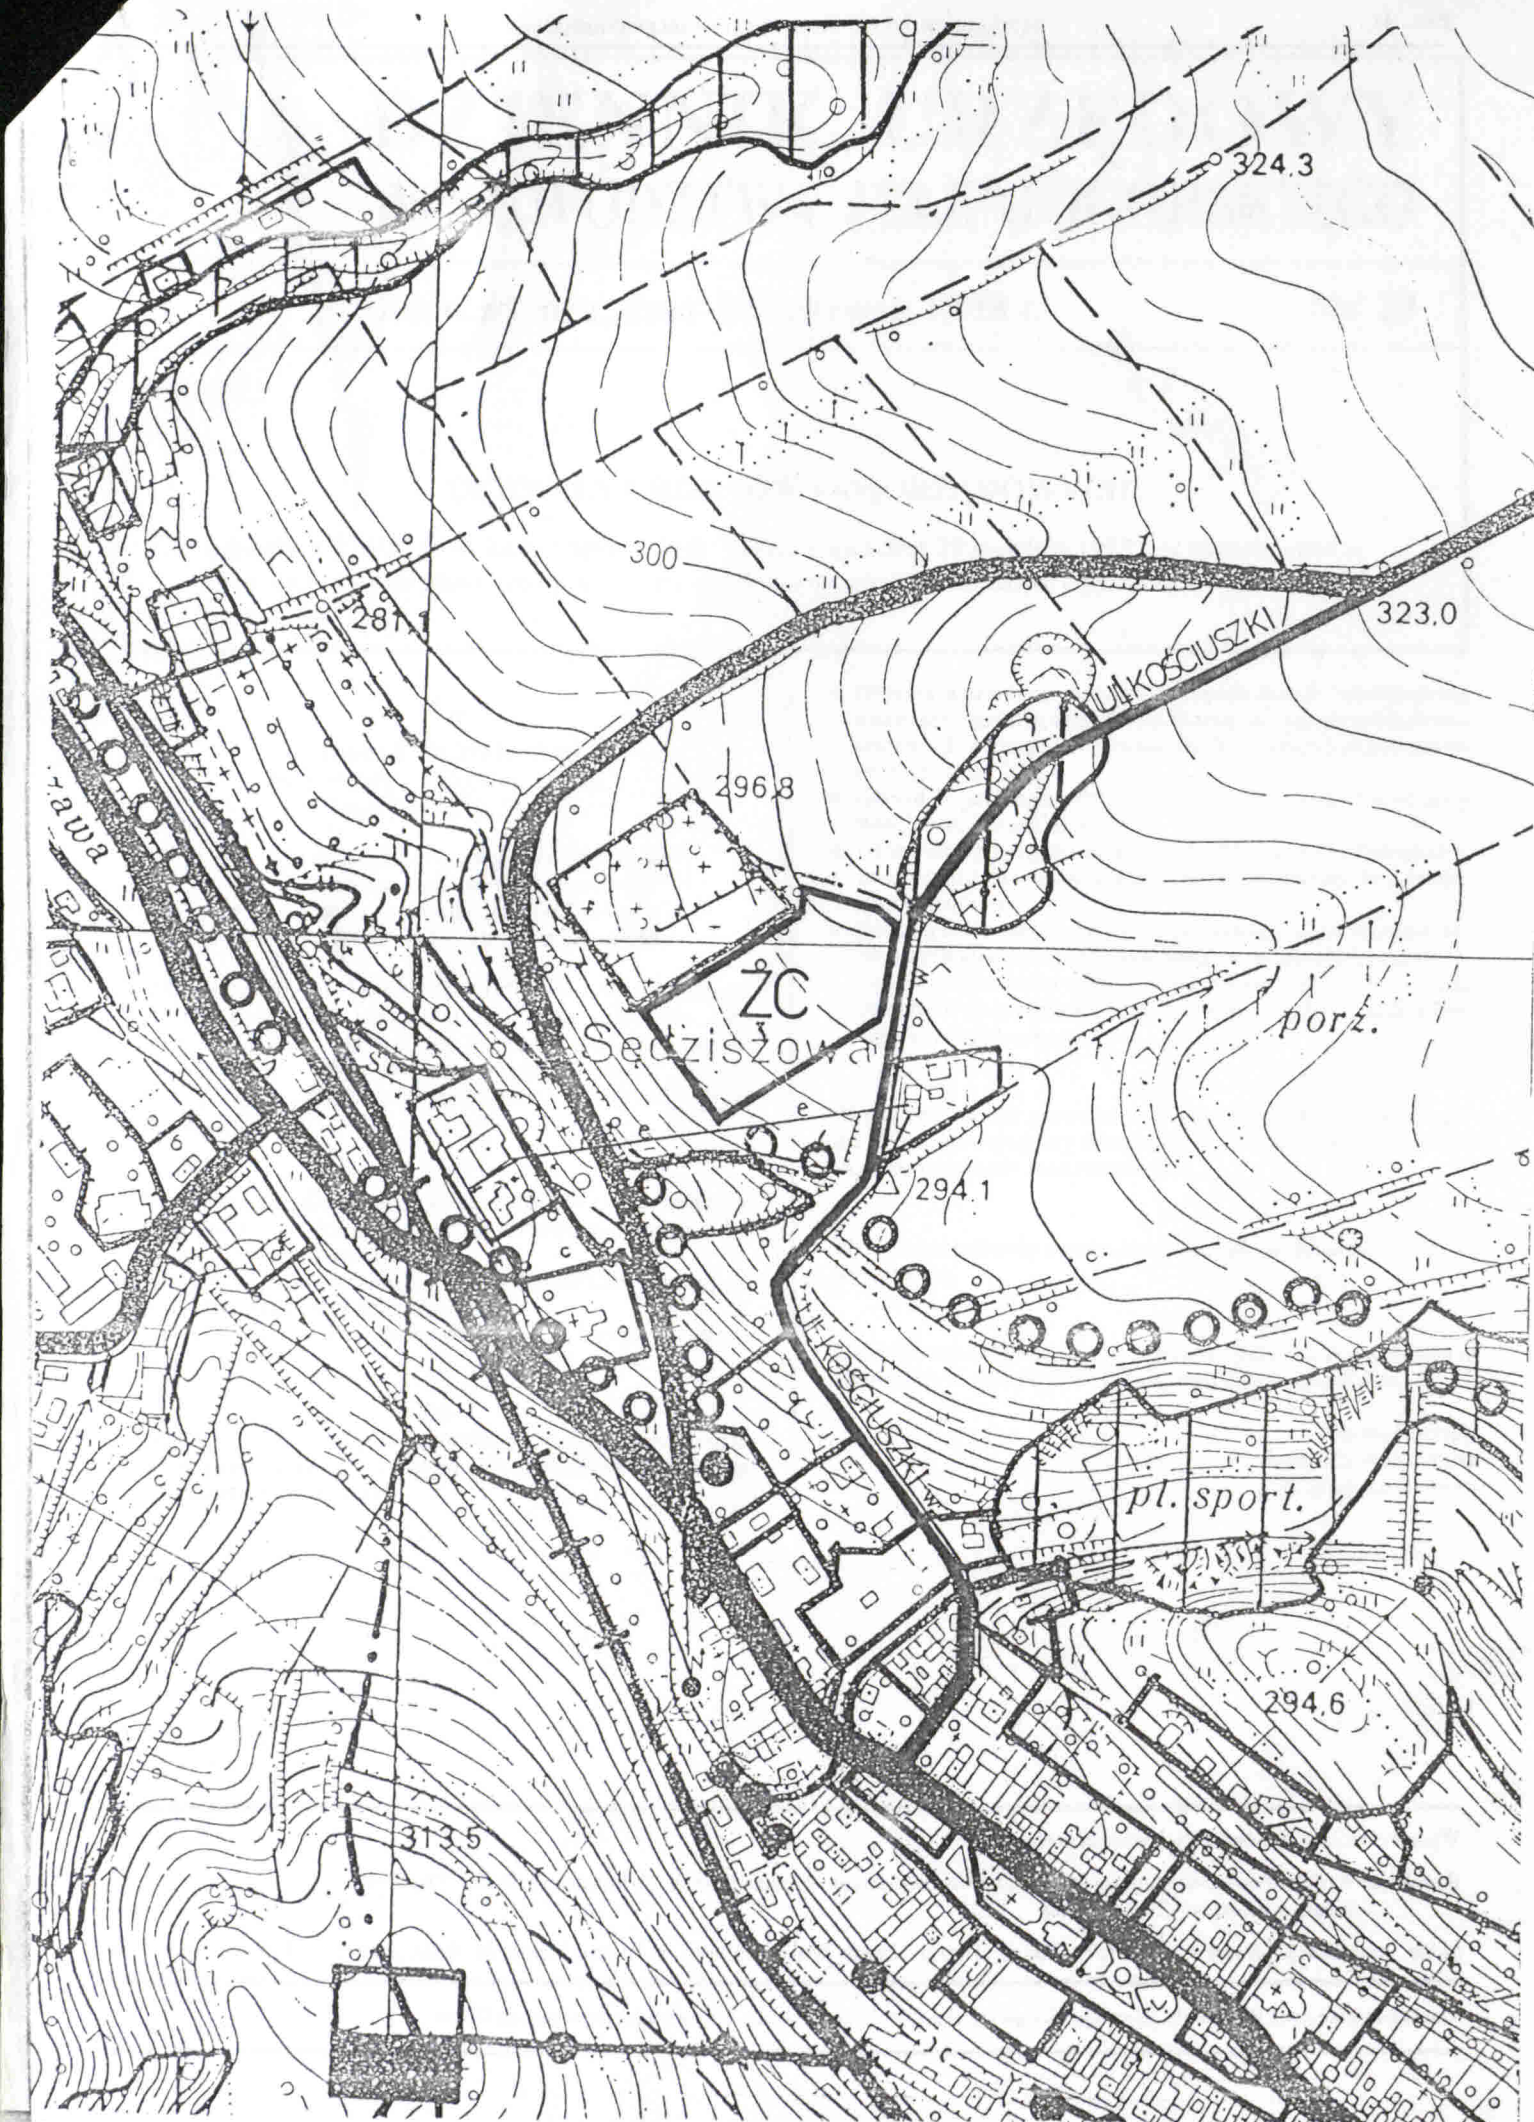 324.3
300
281,1
323.0
UL KOŚCIUSZKI
296,8
ŻC
Sędziszowa
porz.
e
e
294.1
UL KOŚCIUSZKI
w
pl. sport.
294.6
313.5